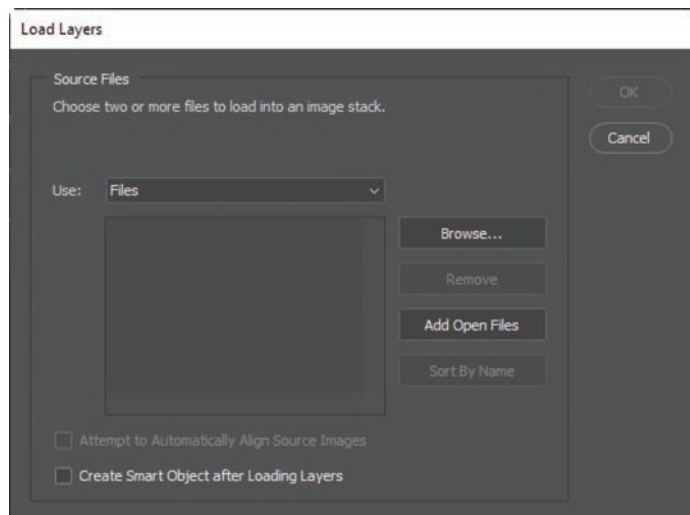 Load Layers
Source Files
Choose two or more files to load into an image stack.
OK
Cancel
Use: Files
Browse...
Remove
Add Open Files
Sort By Name
Attempt to Automatically Align Source Images
Create Smart Object after Loading Layers